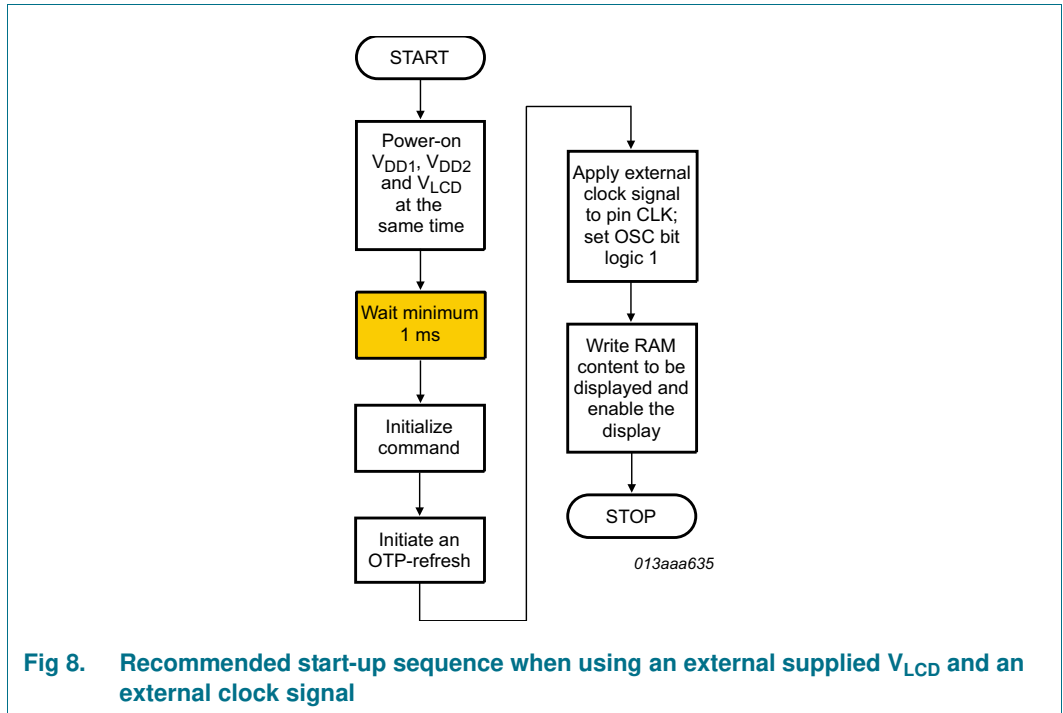 START
Power-on
VDD1, VDD2
and VLCD
at the
same time
Wait minimum
1 ms
Initialize
command
Initiate an
OTP-refresh
Apply external
clock signal
to pin CLK;
set OSC bit
logic 1
Write RAM
content to be
displayed and
enable the
display
STOP
013aaa635
Fig 8. Recommended start-up sequence when using an external supplied VLCD and an
external clock signal